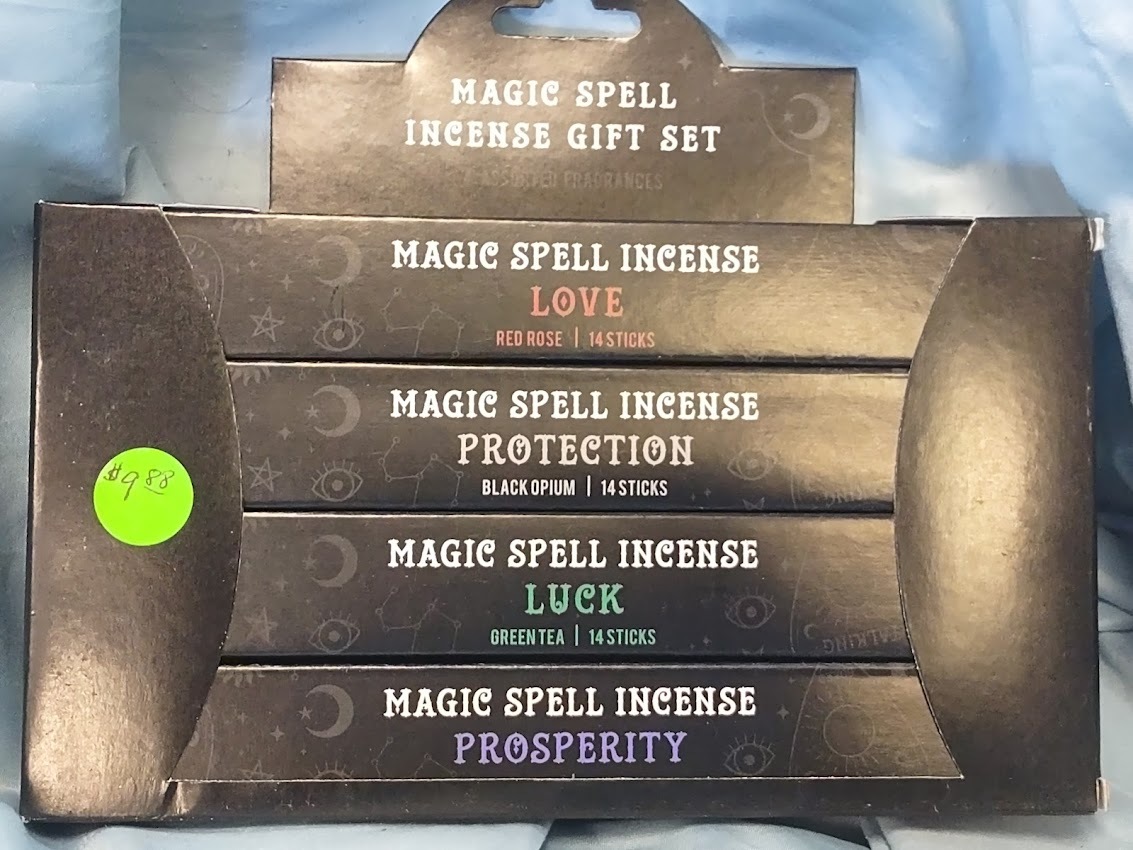 MAGIC SPELL
INCENSE GIFT SET
ASSORTED FRAGRANCES
MAGIC SPELL INCENSE
LOVE
RED ROSE | 14 STICKS
MAGIC SPELL INCENSE
PROTECTION
BLACK OPIUM | 14 STICKS
$9 88
MAGIC SPELL INCENSE
LUCK
GREEN TEA | 14 STICKS
TALKING
MAGIC SPELL INCENSE
PROSPERITY